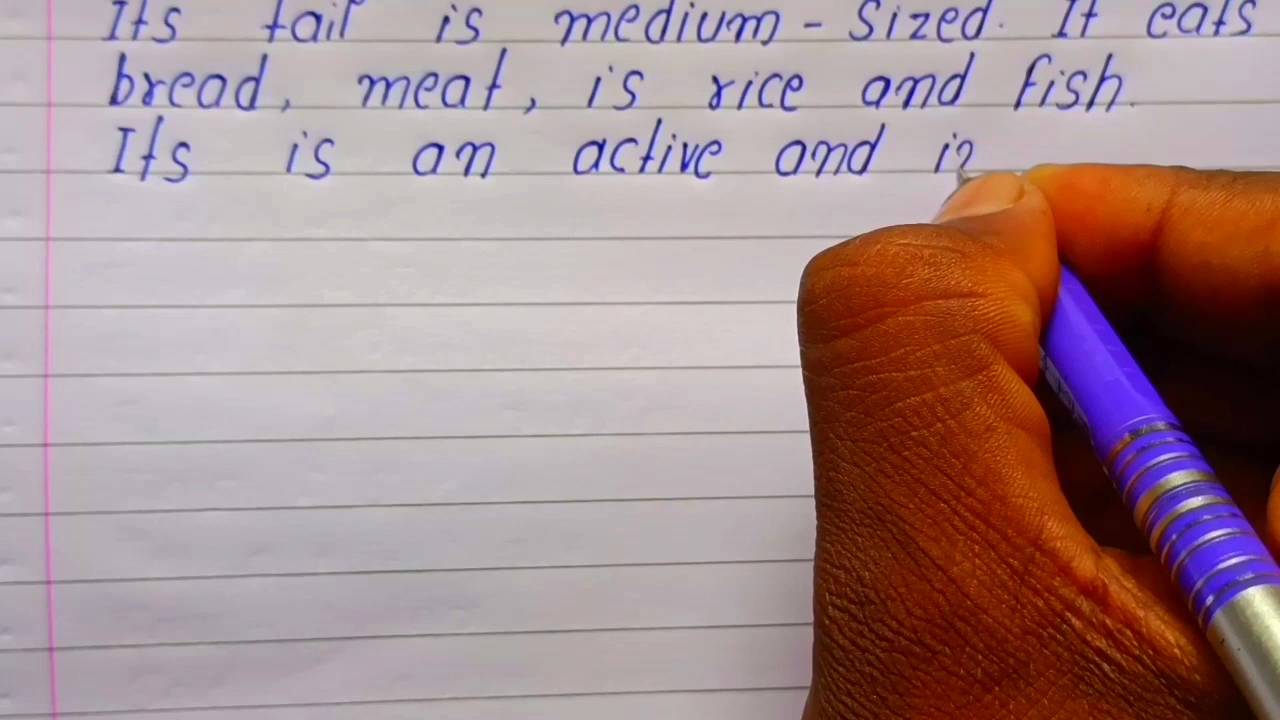 Its tail is medium - Sized. It eats
bread, meat, is rice and fish.
Its is an active and